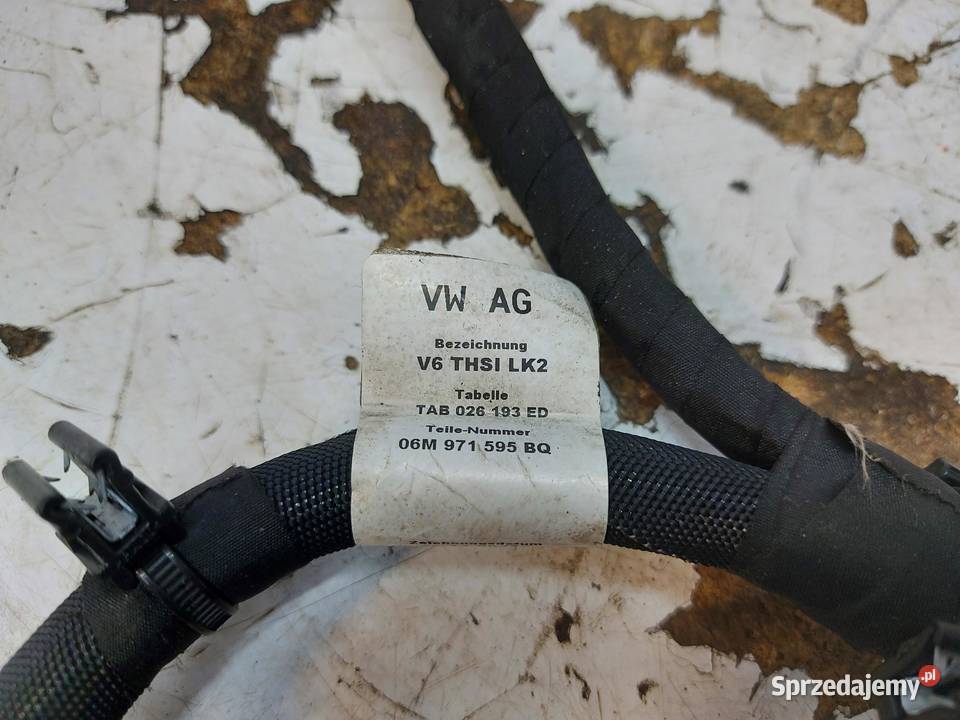 VW AG
Bezeichnung
V6 THSI LK2
Tabelle
TAB 026 193 ED
Teile-Nummer
06M 971 595 BQ
Sprzedajemy.pl